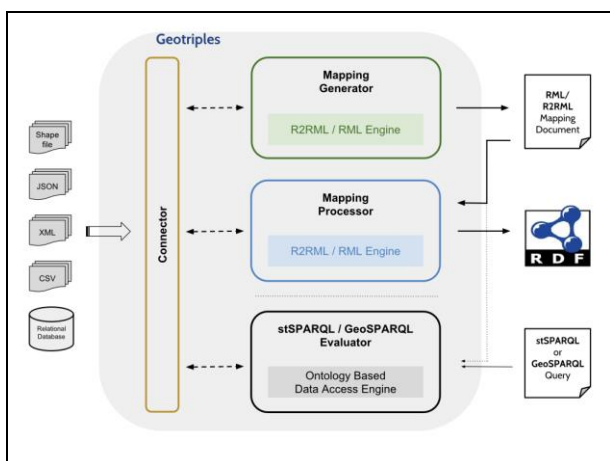 Geotriples
Shape
file
JSON
XML
CSV
Relational
Database
Connector
Mapping
Generator
R2RML / RML Engine
Mapping
Processor
R2RML / RML Engine
stSPARQL / GeoSPARQL
Evaluator
Ontology Based
Data Access Engine
RML/
R2RML
Mapping
Document
RDF
stSPARQL
or
GeoSPARQL
Query